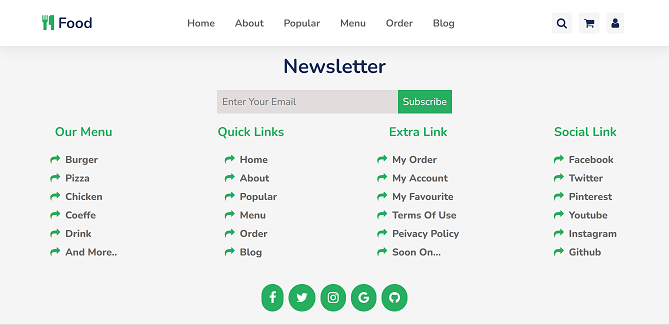 Food
Home About Popular Menu Order Blog
Newsletter
Enter Your Email Subscribe
Our Menu
Burger
Pizza
Chicken
Coeffe
Drink
And More..
Quick Links
Home
About
Popular
Menu
Order
Blog
Extra Link
My Order
My Account
My Favourite
Terms Of Use
Peivacy Policy
Soon On...
Social Link
Facebook
Twitter
Pinterest
Youtube
Instagram
Github